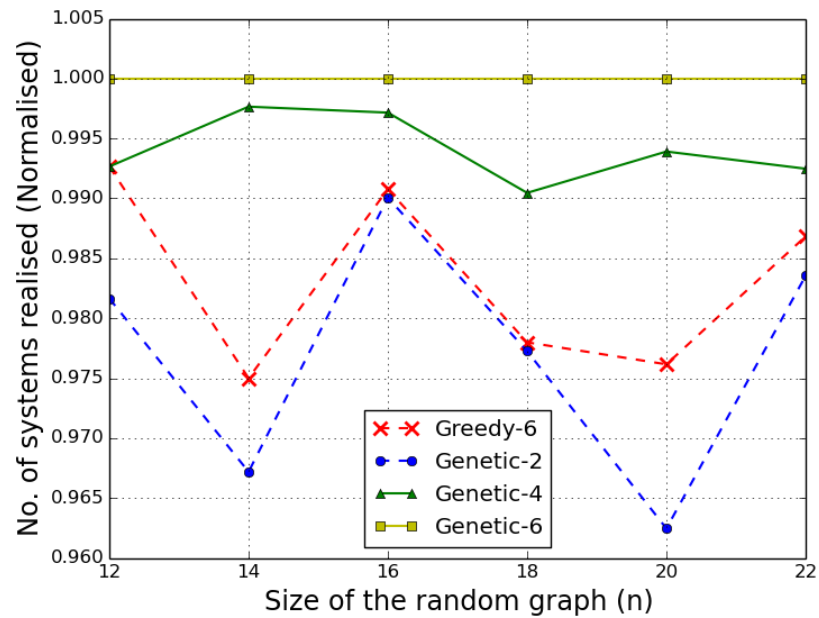 No. of systems realised (Normalised)
1.005
1.000
0.995
0.990
0.985
0.980
0.975
0.970
0.965
0.960
Greedy-6
Genetic-2
Genetic-4
Genetic-6
12 14 16 18 20 22
Size of the random graph (n)